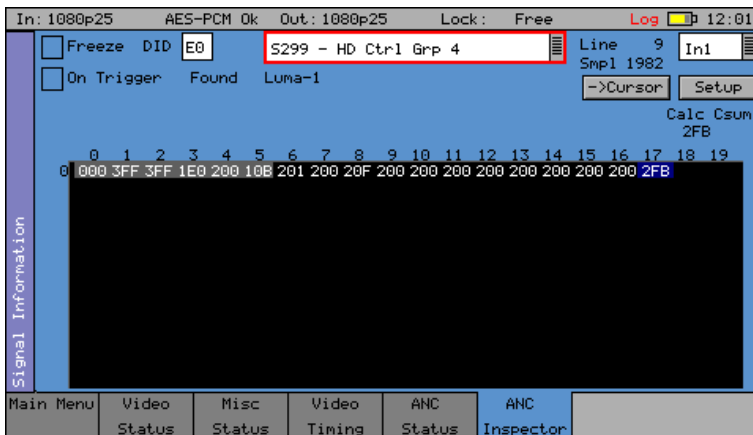 In: 1080p25 AES-PCM Ok Out: 1080p25 Lock: Free Log 12:01
Freeze DID E0 S299 - HD Ctrl Grp 4 Line 9 In1
Smpl 1982
On Trigger Found Luma-1
->Cursor Setup
Calc Csum
2FB
0 1 2 3 4 5 6 7 8 9 10 11 12 13 14 15 16 17 18 19
0 000 3FF 3FF 1E0 200 10B 201 200 20F 200 200 200 200 200 200 200 200 2FB
Signal Information
Main Menu Video Misc Video ANC ANC
Status Status Timing Status Inspector